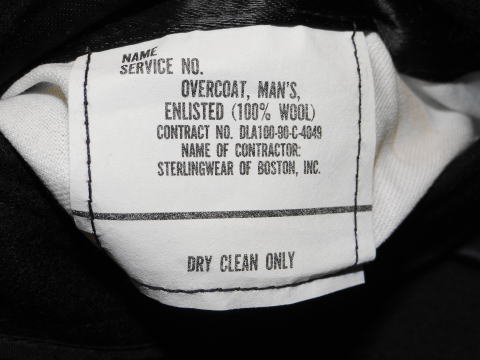 NAME
SERVICE NO.
OVERCOAT, MAN'S,
ENLISTED (100% WOOL)
CONTRACT NO. DLA100-90-C-4049
NAME OF CONTRACTOR:
STERLINGWEAR OF BOSTON, INC.
DRY CLEAN ONLY